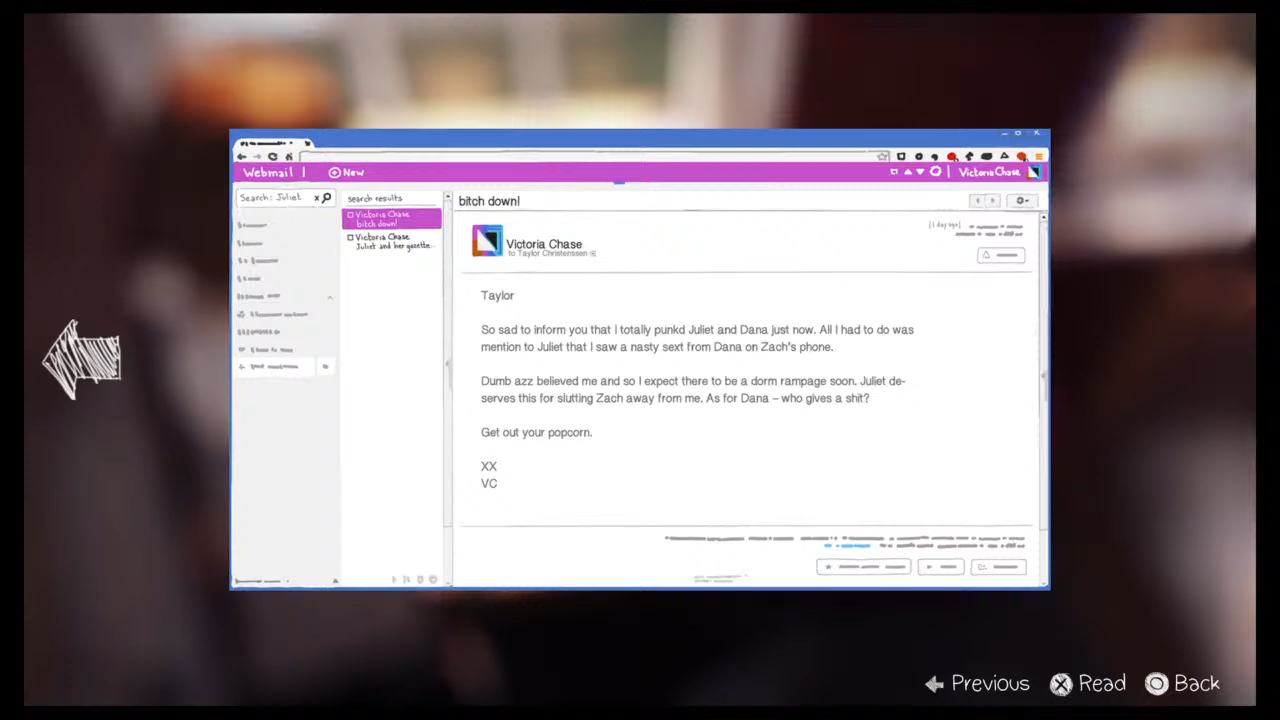 Webmail
New
Victoria Chase
Search: Juliet
x
search results
Victoria Chase
bitch down!
Victoria Chase
Juliet and her gazette...
bitch down!
Victoria Chase
to Taylor Christenssen
[1 day ago]
Taylor
So sad to inform you that I totally punkd Juliet and Dana just now. All I had to do was
mention to Juliet that I saw a nasty sext from Dana on Zach's phone.
Dumb azz believed me and so I expect there to be a dorm rampage soon. Juliet de-
serves this for slutting Zach away from me. As for Dana – who gives a shit?
Get out your popcorn.
XX
VC
Previous
Read
Back